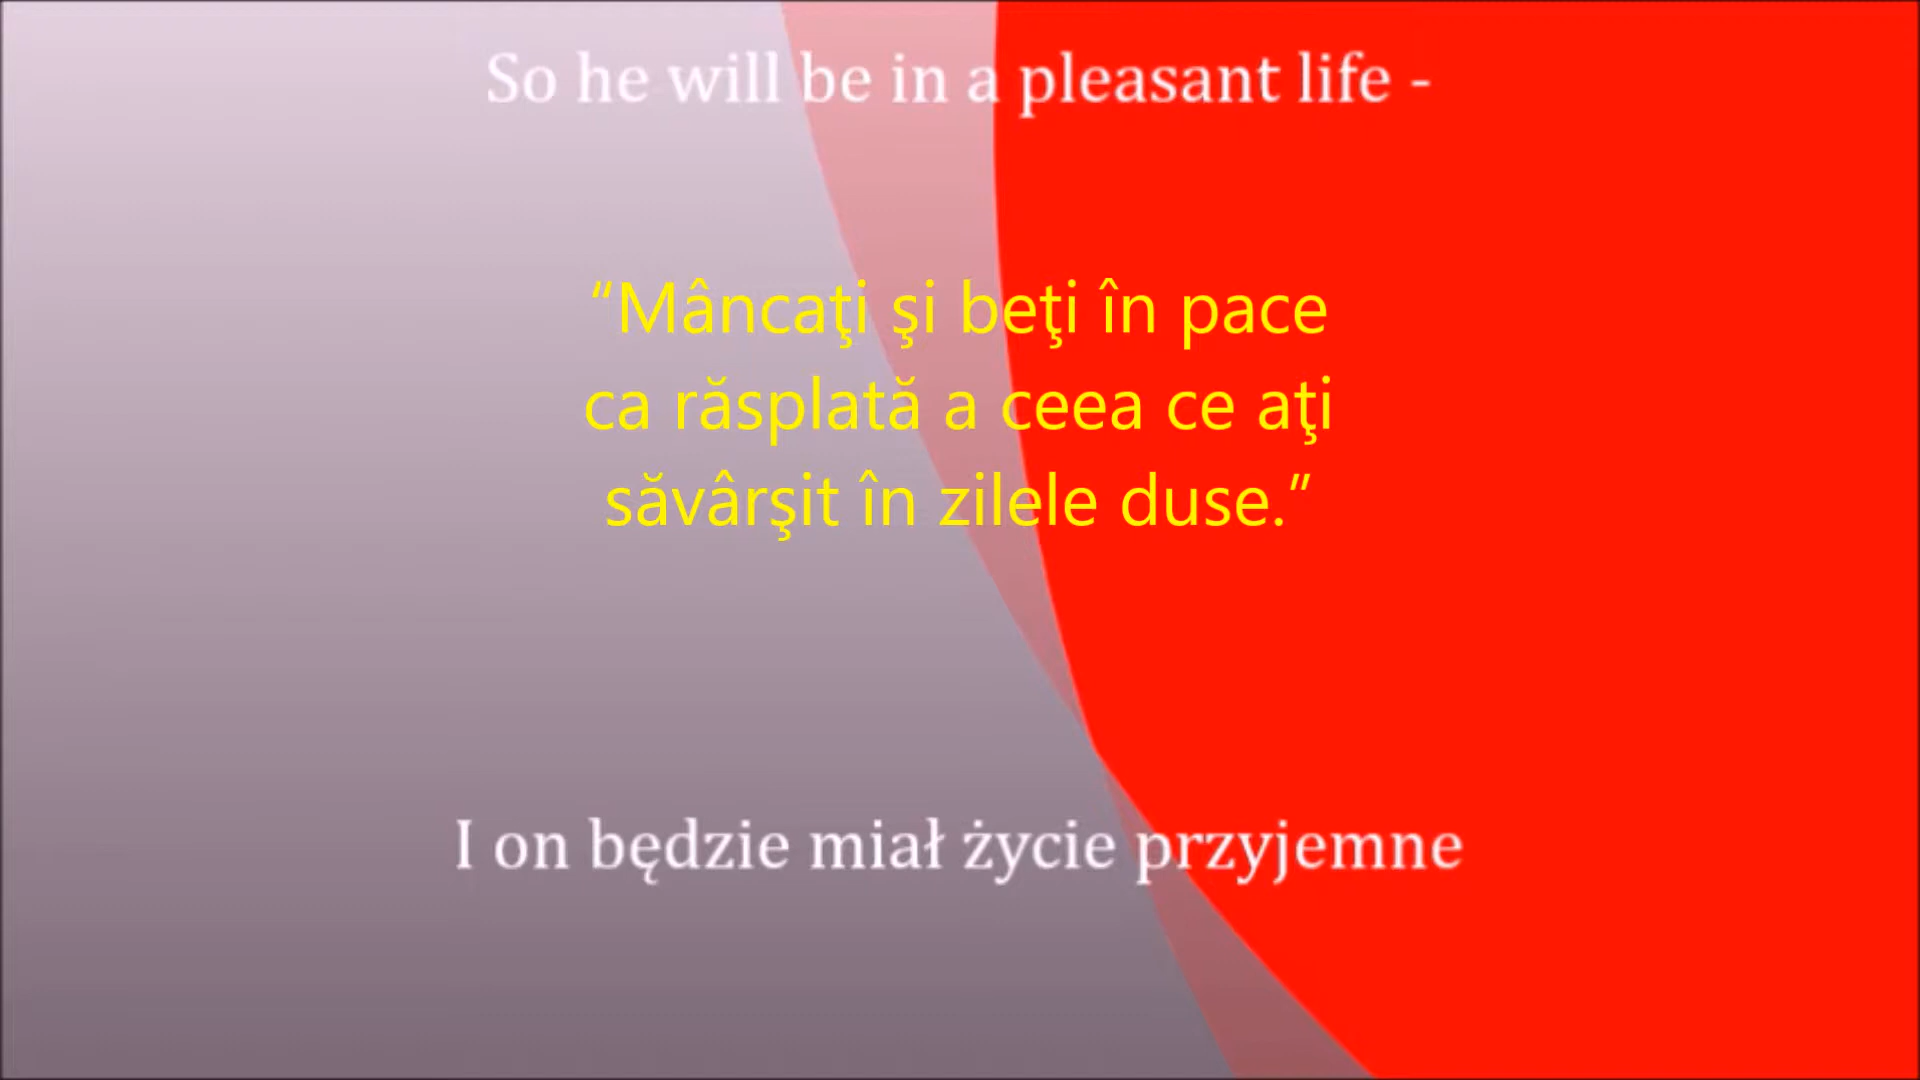 So he will be in a pleasant life -
“Mâncaţi şi beţi în pace
ca răsplată a ceea ce aţi
săvârşit în zilele duse.”
I on będzie miał życie przyjemne